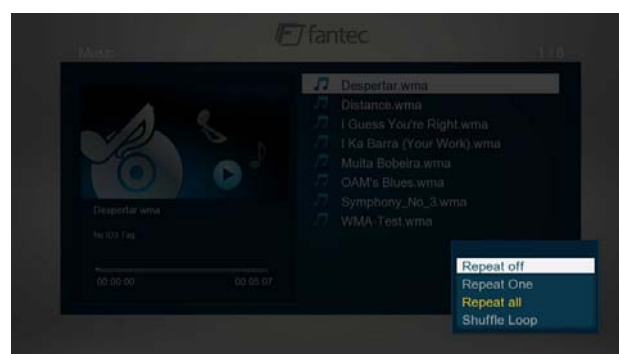 fantec
Music
1 / 8
Despertar.wma
Distance.wma
I Guess You're Right.wma
I Ka Barra (Your Work).wma
Muita Bobeira.wma
OAM's Blues.wma
Symphony_No_3.wma
WMA-Test.wma
Despertar.wma
No ID3 Tag
00:00:00
00:05:07
Repeat off
Repeat One
Repeat all
Shuffle Loop